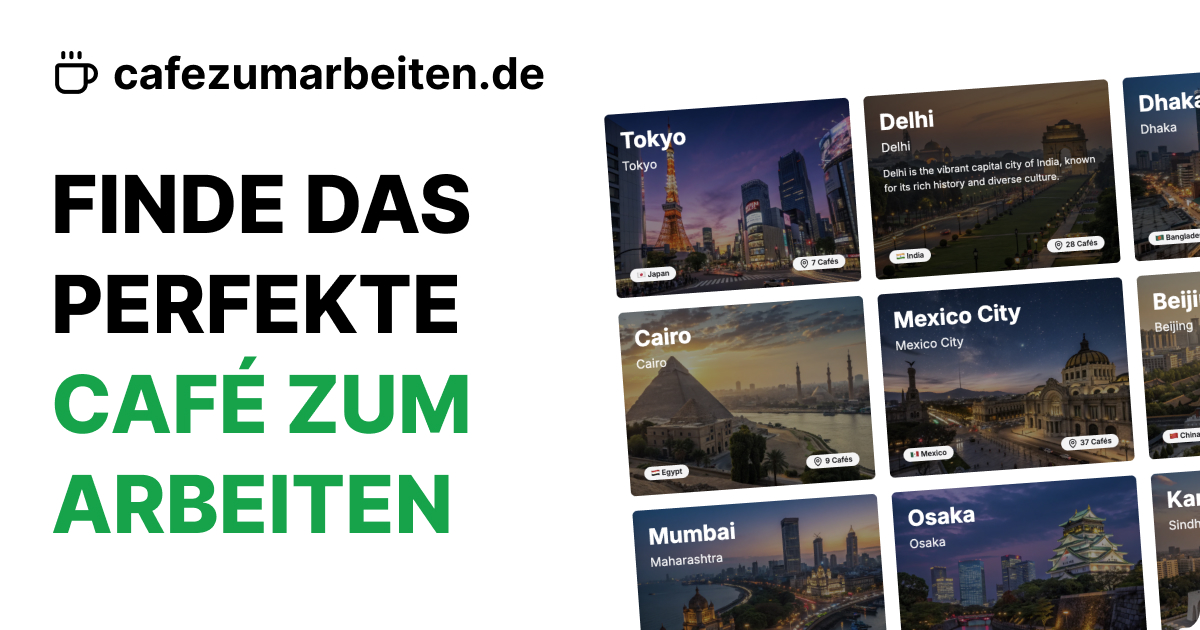 cafezumarbeiten.de
FINDE DAS
PERFEKTE
CAFÉ ZUM
ARBEITEN
Tokyo
Tokyo
Japan
7 Cafés
Delhi
Delhi
Delhi is the vibrant capital city of India, known
for its rich history and diverse culture.
India
28 Cafés
Dhaka
Dhaka
Cairo
Cairo
Egypt
9 Cafés
Mexico City
Mexico City
Mexico
37 Cafés
Beijing
China
Mumbai
Maharashtra
Osaka
Osaka